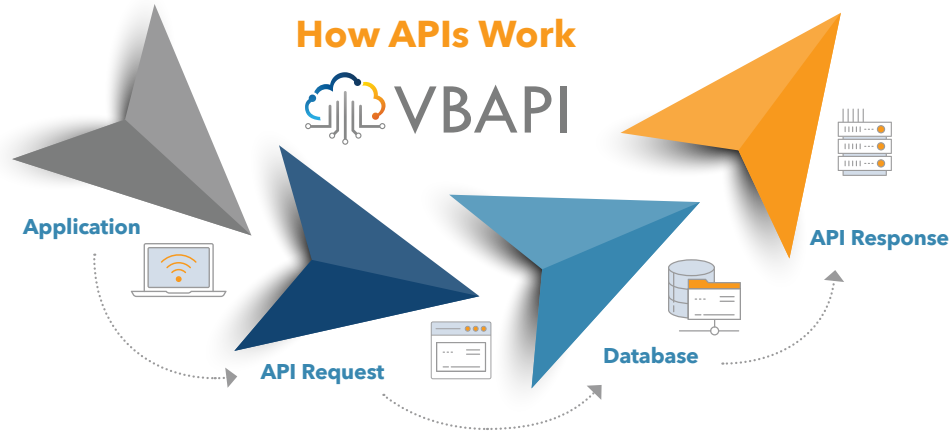 How APIs Work
VBAPI
Application
API Request
Database
API Response